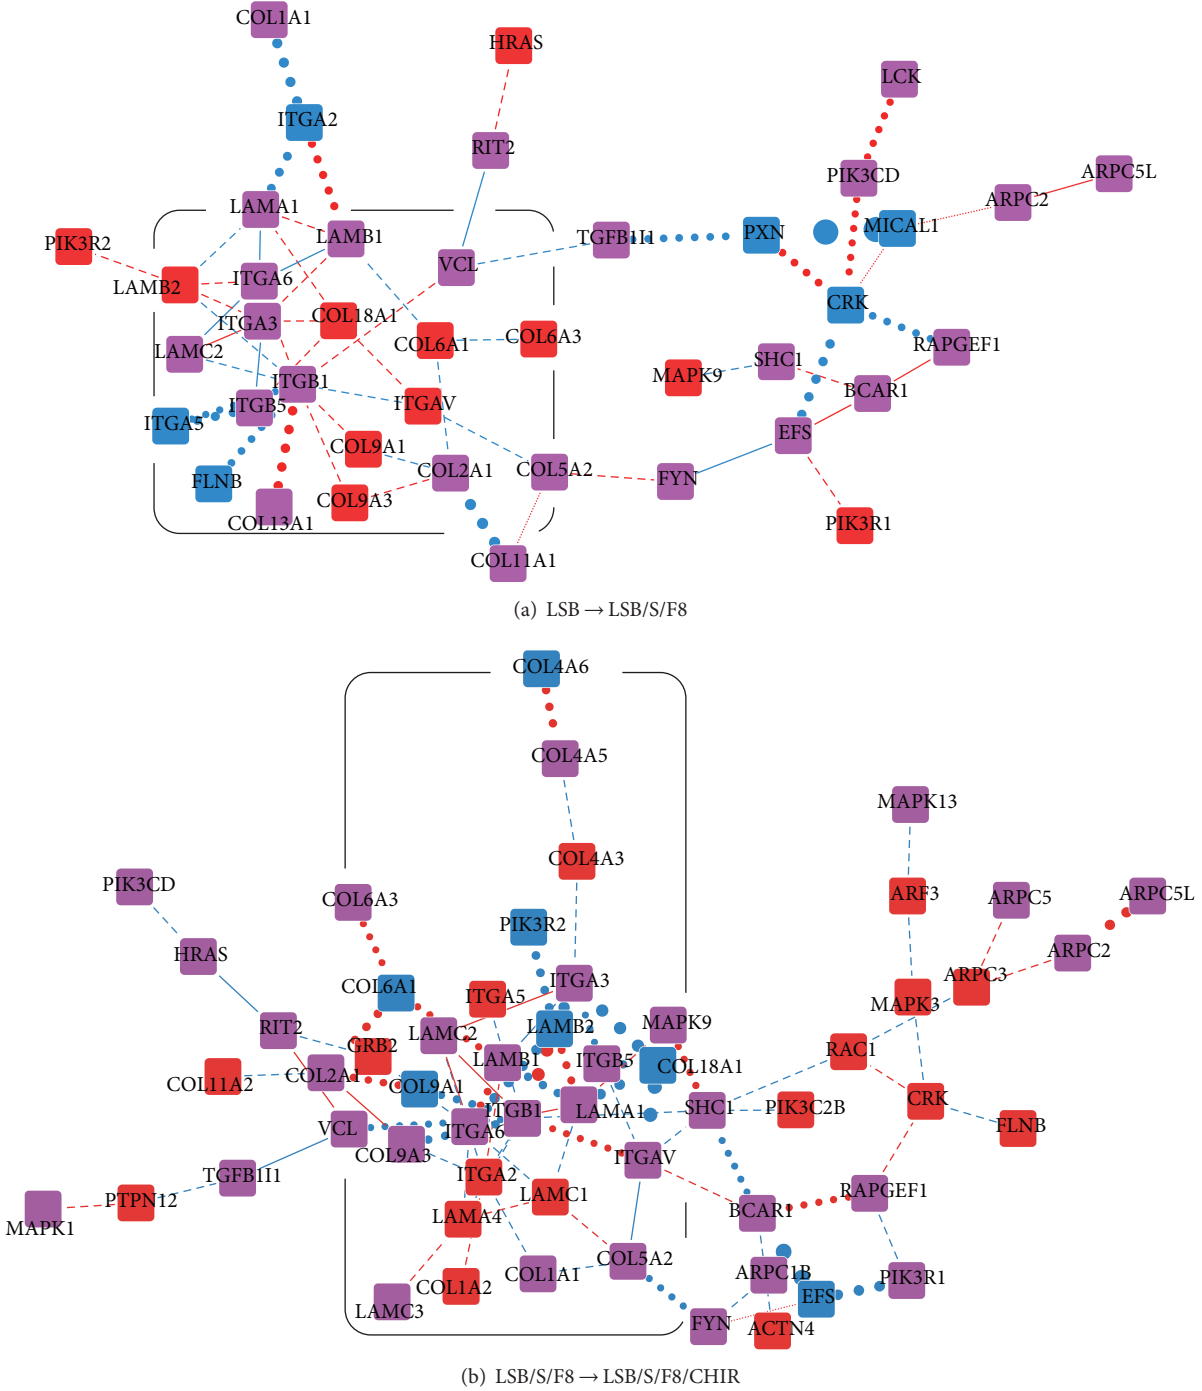 COL1A1
HRAS
LCK
ITGA2
RIT2
PIK3CD
ARPC5L
ARPC2
LAMA1
MICAL1
PIK3R2
LAMB1
TGFB1I1
PXN
VCL
LAMB2
ITGA6
CRK
COL18A1
ITGA3
COL6A1
COL6A3
RAPGEF1
LAMC2
SHC1
MAPK9
ITGB1
BCAR1
ITGB5
ITGAV
ITGA5
EFS
COL9A1
COL2A1
COL5A2
FLNB
FYN
COL9A3
COL13A1
PIK3R1
COL11A1
(a) LSB → LSB/S/F8
COL4A6
COL4A5
MAPK13
COL4A3
PIK3CD
COL6A3
ARF3
ARPC5
ARPC5L
PIK3R2
HRAS
ARPC2
ITGA3
ARPC3
COL6A1
ITGA5
MAPK3
RIT2
LAMC2
LAMB2
MAPK9
GRB2
RAC1
LAMB1
ITGB5
COL18A1
COL11A2
COL2A1
COL9A1
CRK
ITGB1
LAMA1
SHC1
PIK3C2B
FLNB
VCL
ITGA6
COL9A3
ITGAV
TGFB1I1
ITGA2
PTPN12
LAMC1
RAPGEF1
MAPK1
LAMA4
BCAR1
COL5A2
COL1A1
ARPC1B
PIK3R1
COL1A2
EFS
LAMC3
FYN
ACTN4
(b) LSB/S/F8 → LSB/S/F8/CHIR